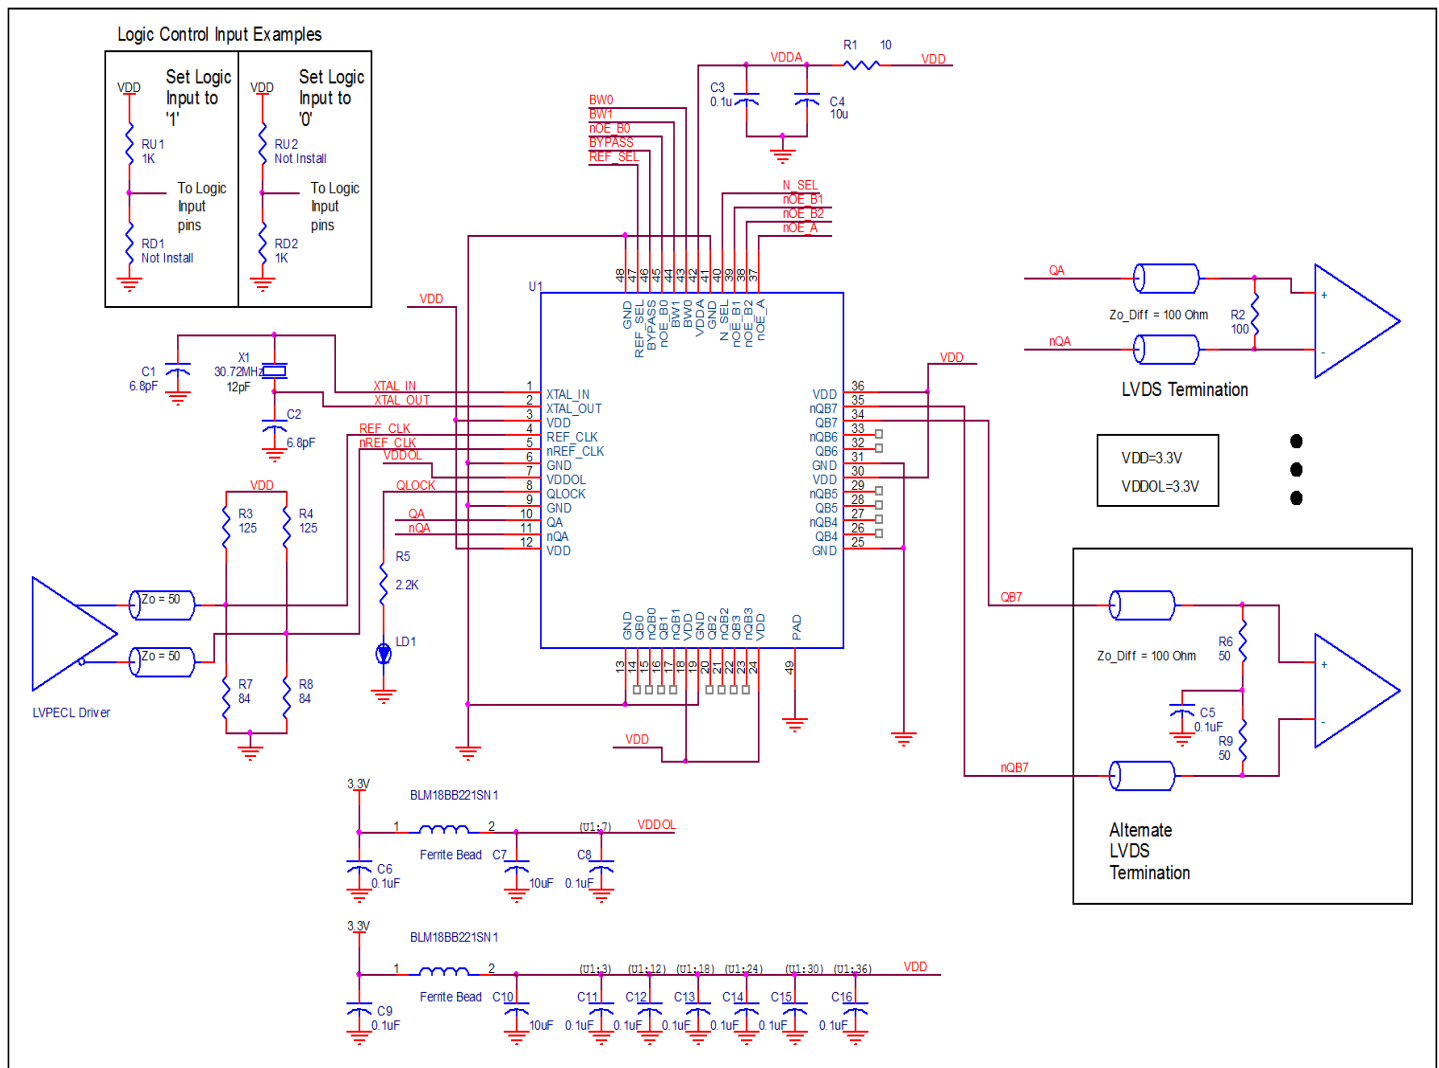 Logic Control Input Examples
VDD
Set Logic
Input to
'1'
RU1
1K
To Logic
Input
pins
RD1
Not Install
VDD
Set Logic
Input to
'0'
RU2
Not Install
To Logic
Input
pins
RD2
1K
VDDA
R1 10
VDD
C3
0.1u
C4
10u
BW0
BW1
nOE_B0
BYPASS
REF_SEL
N_SEL
nOE_B1
nOE_B2
nOE_A
U1
48 47 46 45 44 43 42 41 40 39 38 37
GND REF_SEL BYPASS nOE_B0 BW1 BW0 VDDA GND N_SEL nOE_B1 nOE_B2 nOE_A
VDD
C1
6.8pF
X1
30.72MHz
12pF
C2
6.8pF
XTAL_IN
XTAL_OUT
REF_CLK
nREF_CLK
VDDOL
QLOCK
QA
nQA
1 XTAL_IN
2 XTAL_OUT
3 VDD
4 REF_CLK
5 nREF_CLK
6 GND
7 VDDOL
8 QLOCK
9 GND
10 QA
11 nQA
12 VDD
VDD
36 VDD
35 nQB7
34 QB7
33 nQB6
32 QB6
31 GND
30 VDD
29 nQB5
28 QB5
27 nQB4
26 QB4
25 GND
GND QB0 nQB0 QB1 nQB1 VDD GND QB2 nQB2 QB3 nQB3 VDD PAD
13 14 15 16 17 18 19 20 21 22 23 24 49
VDD
VDD
R3
125
R4
125
Zo = 50
Zo = 50
R7
84
R8
84
LVPECL Driver
R5
2.2K
LD1
QA
nQA
Zo_Diff = 100 Ohm
R2
100
+
-
LVDS Termination
VDD=3.3V
VDDOL=3.3V
QB7
nQB7
Zo_Diff = 100 Ohm
R6
50
C5
0.1uF
R9
50
+
-
Alternate
LVDS
Termination
3.3V
BLM18BB221SN1
1 2
(U1:7)
VDDOL
C6
0.1uF
Ferrite Bead
C7
10uF
C8
0.1uF
3.3V
BLM18BB221SN1
1 2
(U1:3) (U1:12) (U1:18) (U1:24) (U1:30) (U1:36)
VDD
C9
0.1uF
Ferrite Bead
C10
10uF
C11
0.1uF
C12
0.1uF
C13
0.1uF
C14
0.1uF
C15
0.1uF
C16
0.1uF